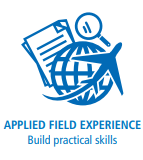 APPLIED FIELD EXPERIENCE
Build practical skills